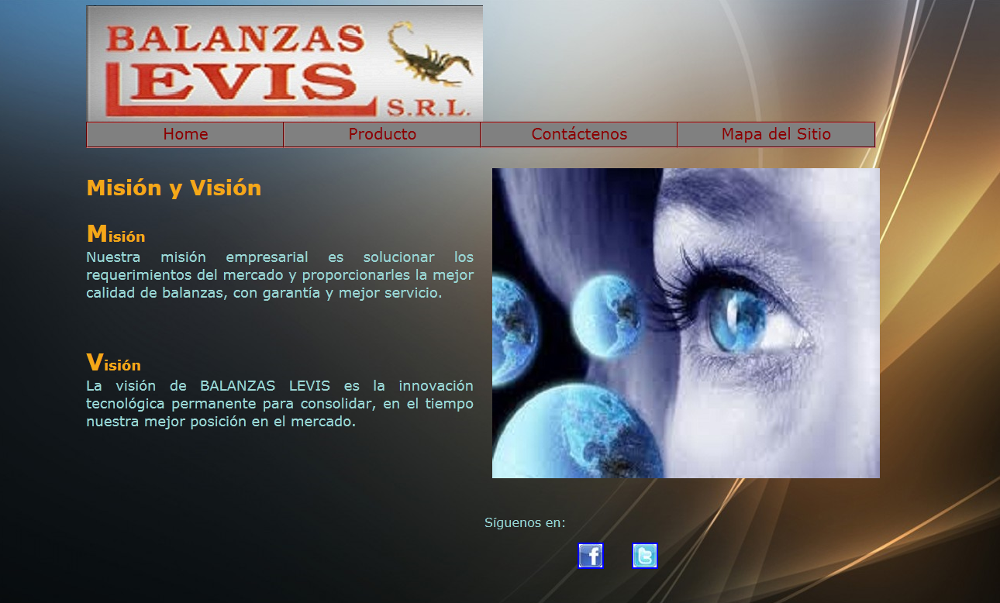 BALANZAS
LEVIS
S.R.L.
Home
Producto
Contáctenos
Mapa del Sitio
Misión y Visión
Misión
Nuestra misión empresarial es solucionar los
requerimientos del mercado y proporcionarles la mejor
calidad de balanzas, con garantía y mejor servicio.
Visión
La visión de BALANZAS LEVIS es la innovación
tecnológica permanente para consolidar, en el tiempo
nuestra mejor posición en el mercado.
Síguenos en: